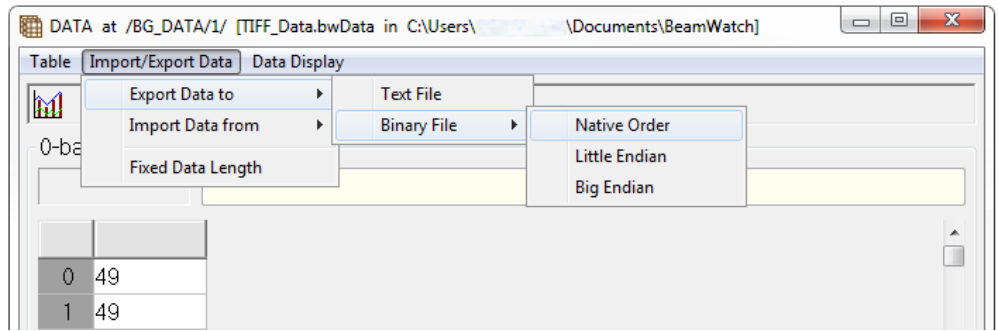 DATA at /BG_DATA/1/ [TIFF_Data.bwData in C:\Users\ \Documents\BeamWatch]
Table Import/Export Data Data Display
Export Data to Text File
Import Data from Binary File Native Order
0-ba
Fixed Data Length Little Endian
Big Endian
0 49
1 49